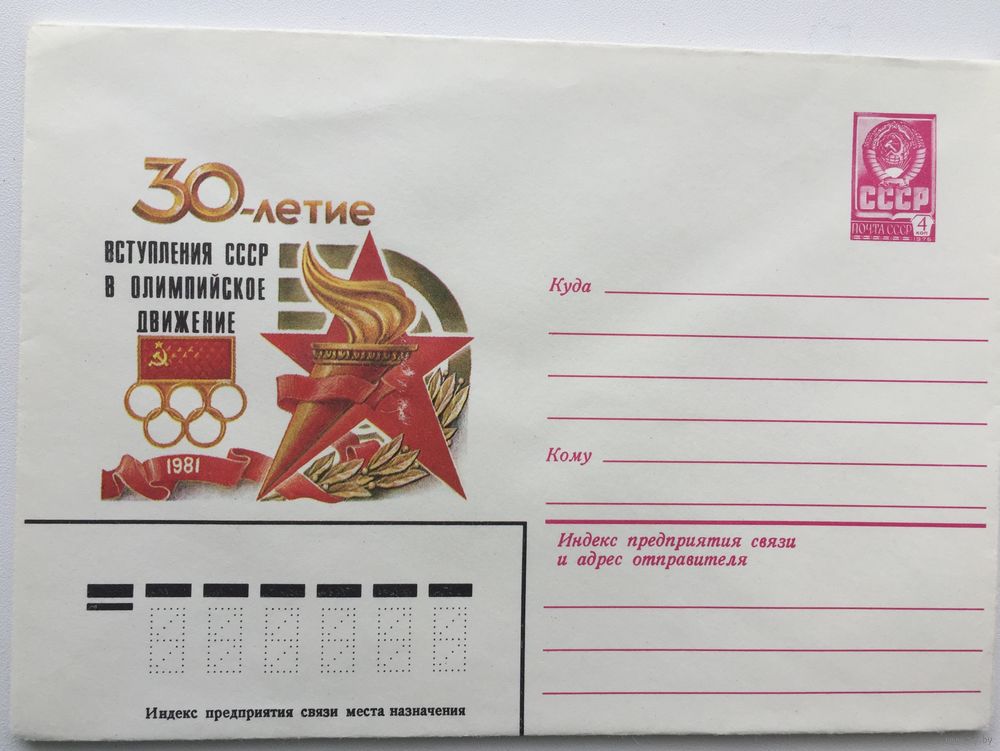 30-летие
ВСТУПЛЕНИЯ СССР
В ОЛИМПИЙСКОЕ
ДВИЖЕНИЕ
1981
СССР
ПОЧТА СССР 4 КОП
1976
Куда
Кому
Индекс предприятия связи
и адрес отправителя
Индекс предприятия связи места назначения